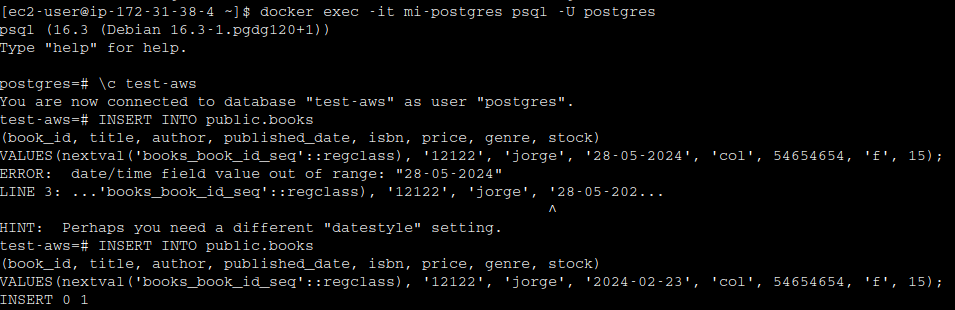 [ec2-user@ip-172-31-38-4 ~]$ docker exec -it mi-postgres psql -U postgres
psql (16.3 (Debian 16.3-1.pgdg120+1))
Type "help" for help.

postgres=# \c test-aws
You are now connected to database "test-aws" as user "postgres".
test-aws=# INSERT INTO public.books
(book_id, title, author, published_date, isbn, price, genre, stock)
VALUES(nextval('books_book_id_seq'::regclass), '12122', 'jorge', '28-05-2024', 'col', 54654654, 'f', 15);
ERROR:  date/time field value out of range: "28-05-2024"
LINE 3: ...'books_book_id_seq'::regclass), '12122', 'jorge', '28-05-202...
                                                             ^
HINT:  Perhaps you need a different "datestyle" setting.
test-aws=# INSERT INTO public.books
(book_id, title, author, published_date, isbn, price, genre, stock)
VALUES(nextval('books_book_id_seq'::regclass), '12122', 'jorge', '2024-02-23', 'col', 54654654, 'f', 15);
INSERT 0 1